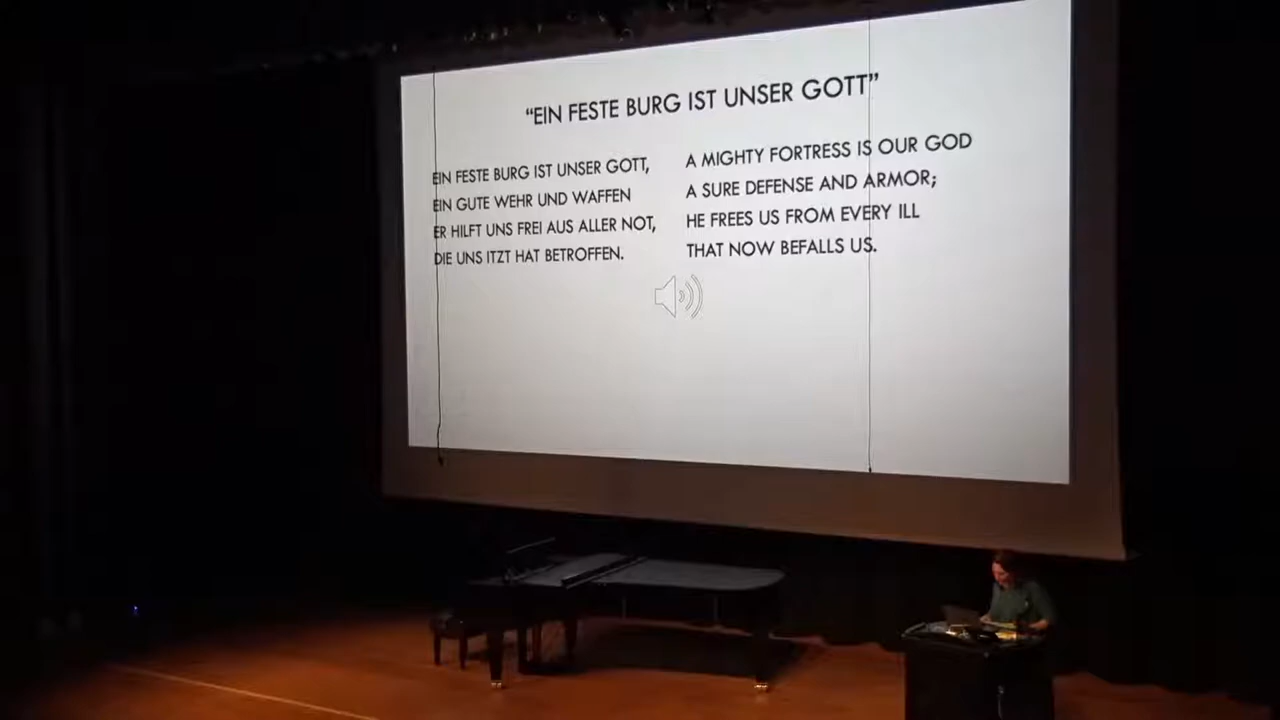 “EIN FESTE BURG IST UNSER GOTT”
EIN FESTE BURG IST UNSER GOTT,
EIN GUTE WEHR UND WAFFEN
ER HILFT UNS FREI AUS ALLER NOT,
DIE UNS ITZT HAT BETROFFEN.
A MIGHTY FORTRESS IS OUR GOD
A SURE DEFENSE AND ARMOR;
HE FREES US FROM EVERY ILL
THAT NOW BEFALLS US.